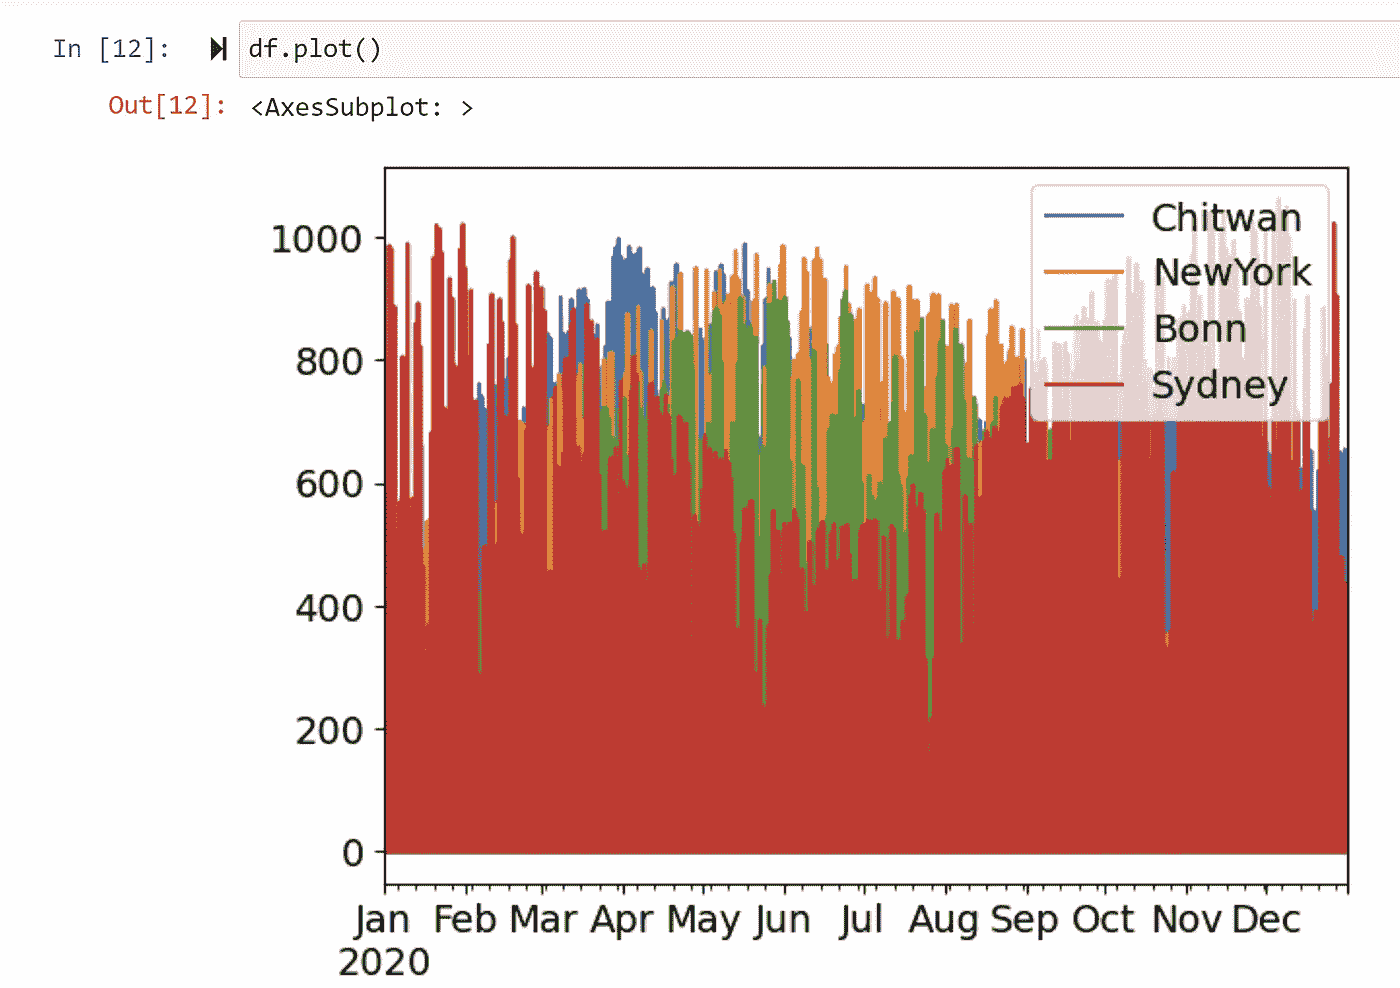 In [12]: df.plot()
Out[12]: <AxesSubplot: >
Chitwan
NewYork
Bonn
Sydney
1000
800
600
400
200
0
Jan Feb Mar Apr May Jun Jul Aug Sep Oct Nov Dec
2020